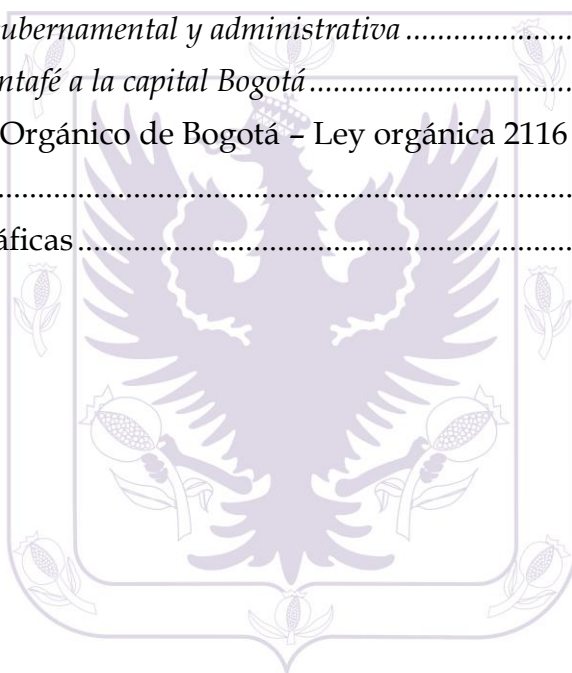 ubernamental y administrativa ........................
ntafé a la capital Bogotá ......................................
Orgánico de Bogotá – Ley orgánica 2116
................................................................................
áficas .......................................................................